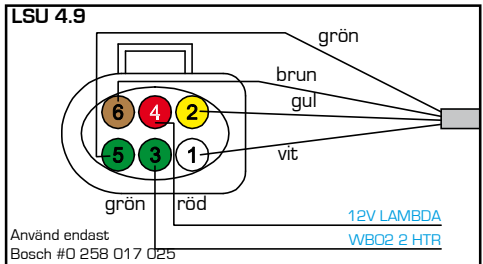 LSU 4.9
grön
brun
gul
6 4 2
5 3 1
vit
grön röd
12V LAMBDA
WBO2 2 HTR
Använd endast
Bosch #0 258 017 025